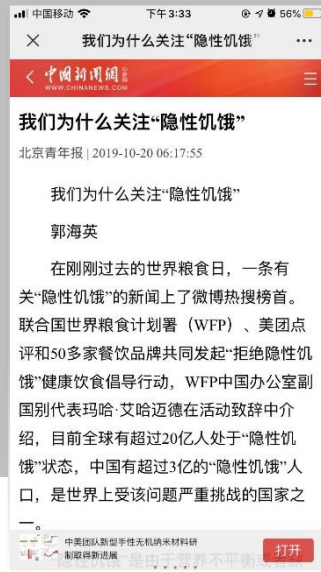 中国移动
下午3:33
56%
我们为什么关注“隐性饥饿”
中国新闻网
WWW.CHINANEWS.COM
我们为什么关注“隐性饥饿”
北京青年报 | 2019-10-20 06:17:55
我们为什么关注“隐性饥饿”
郭海英
在刚刚过去的世界粮食日，一条有
关“隐性饥饿”的新闻上了微博热搜榜首。
联合国世界粮食计划署（WFP）、美团点
评和50多家餐饮品牌共同发起“拒绝隐性饥
饿”健康饮食倡导行动，WFP中国办公室副
国别代表玛哈·艾哈迈德在活动致辞中介
绍，目前全球有超过20亿人处于“隐性饥
饿”状态，中国有超过3亿的“隐性饥饿”人
口，是世界上受该问题严重挑战的国家之
一。
中美团队新型手性无机纳米材料研
制取得新进展
打开